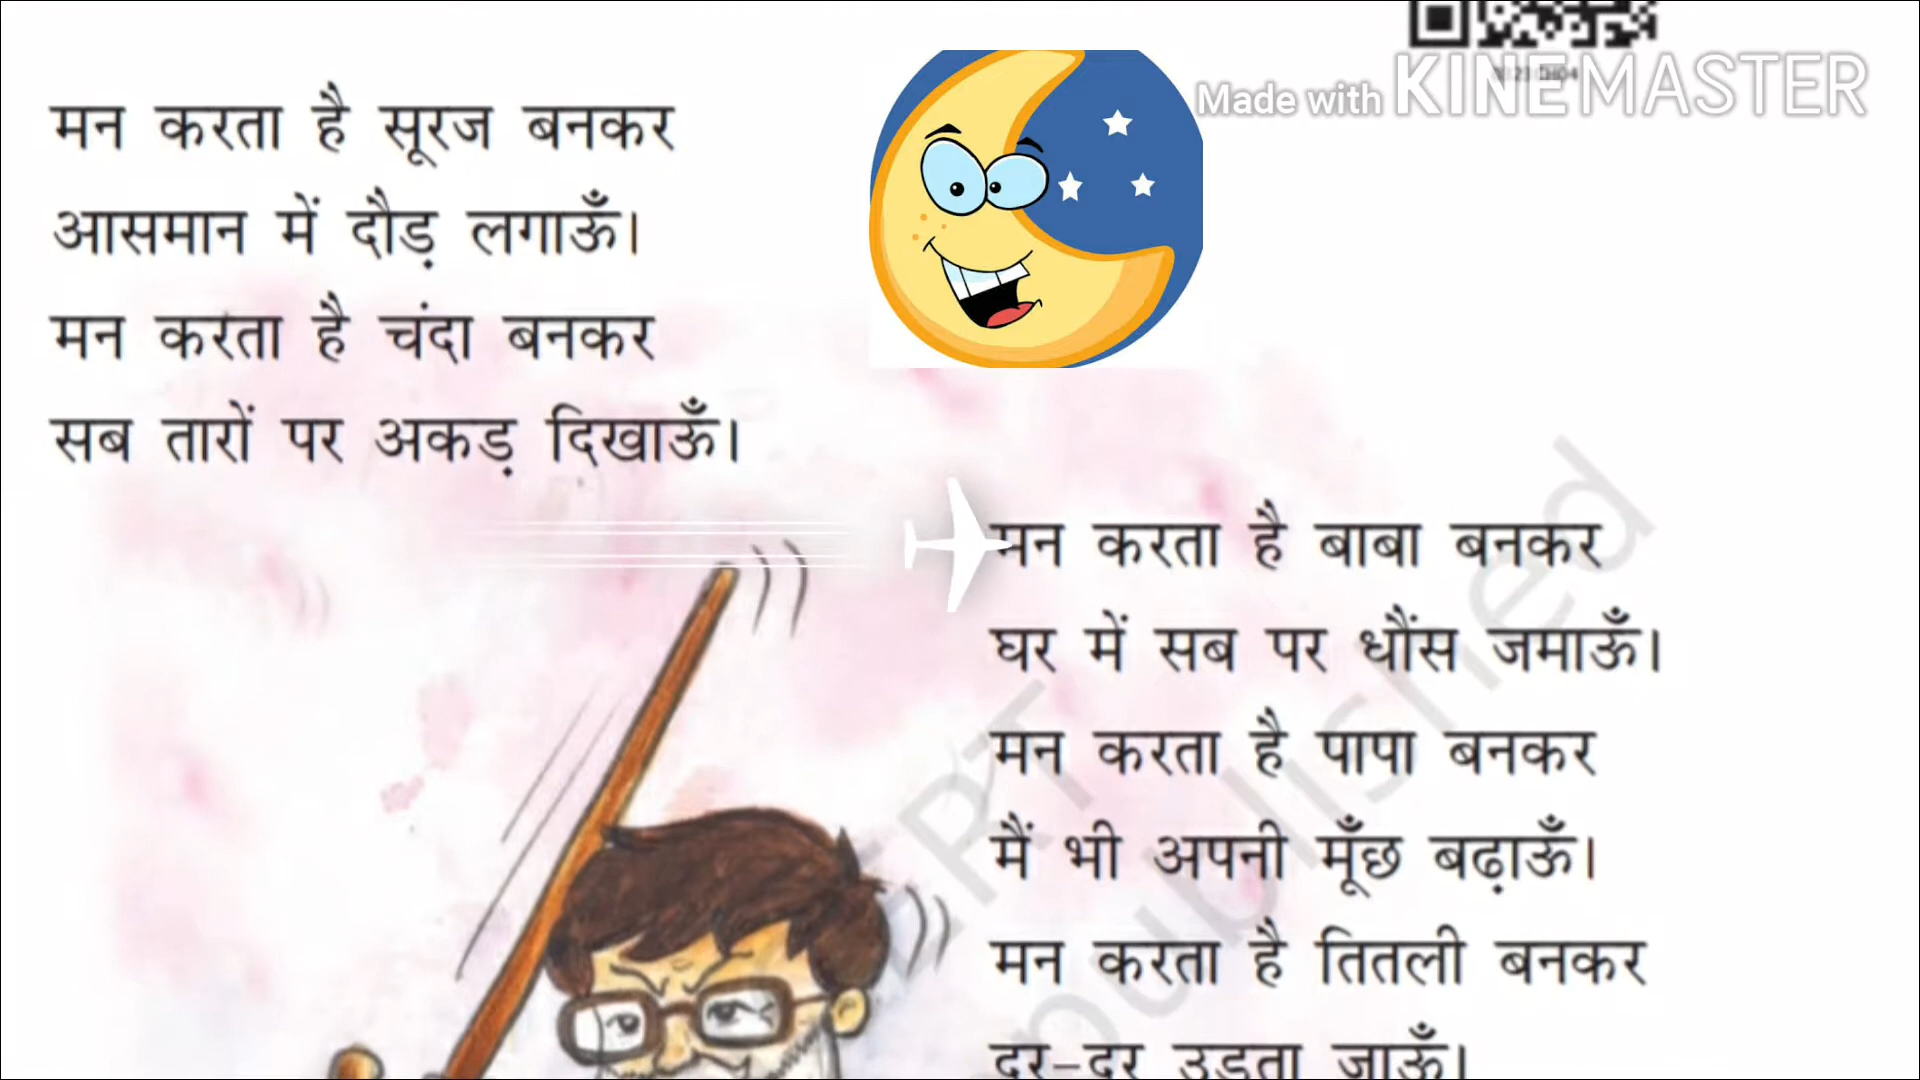 Made with KINEMASTER
मन करता है सूरज बनकर
आसमान में दौड़ लगाऊँ।
मन करता है चंदा बनकर
सब तारों पर अकड़ दिखाऊँ।
मन करता है बाबा बनकर
घर में सब पर धौंस जमाऊँ।
मन करता है पापा बनकर
मैं भी अपनी मूँछ बढ़ाऊँ।
मन करता है तितली बनकर
दूर-दूर उड़ता जाऊँ।
published